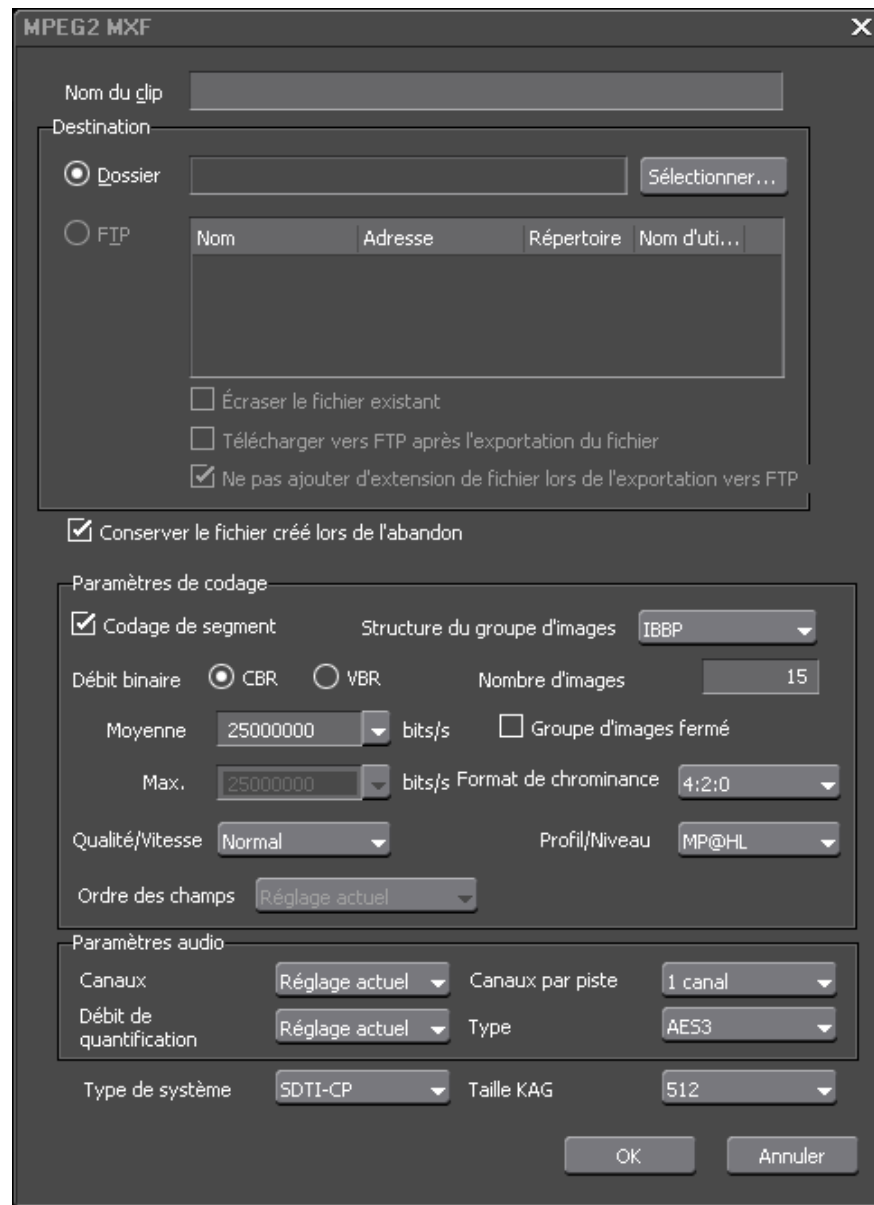 MPEG2 MXF
Nom du clip
Destination
Dossier
Sélectionner...
FTP
Nom Adresse Répertoire Nom d'uti...
Écraser le fichier existant
Télécharger vers FTP après l'exportation du fichier
Ne pas ajouter d'extension de fichier lors de l'exportation vers FTP
Conserver le fichier créé lors de l'abandon
Paramètres de codage
Codage de segment Structure du groupe d'images IBBP
Débit binaire CBR VBR Nombre d'images 15
Moyenne 25000000 bits/s Groupe d'images fermé
Max. 25000000 bits/s Format de chrominance 4:2:0
Qualité/Vitesse Normal Profil/Niveau MP@HL
Ordre des champs Réglage actuel
Paramètres audio
Canaux Réglage actuel Canaux par piste 1 canal
Débit de
quantification Réglage actuel Type AES3
Type de système SDTI-CP Taille KAG 512
OK Annuler